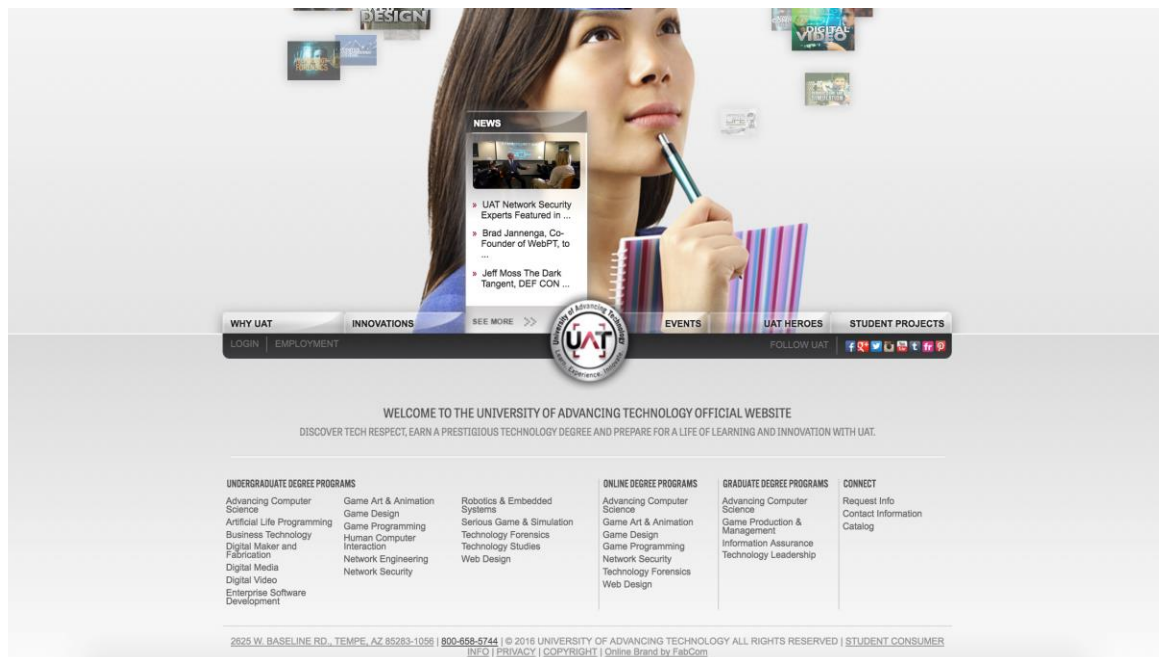 DESIGN
DIGITAL
VIDEO
FORENSICS
NEWS
» UAT Network Security
Experts Featured in ...
» Brad Jannenga, Co-
Founder of WebPT, to
...
» Jeff Moss The Dark
Tangent, DEF CON ...
SEE MORE >>
WHY UAT
INNOVATIONS
EVENTS
UAT HEROES
STUDENT PROJECTS
University of Advancing Technology
UAT
Learn. Experience. Innovate.
LOGIN | EMPLOYMENT
FOLLOW UAT
WELCOME TO THE UNIVERSITY OF ADVANCING TECHNOLOGY OFFICIAL WEBSITE
DISCOVER TECH RESPECT, EARN A PRESTIGIOUS TECHNOLOGY DEGREE AND PREPARE FOR A LIFE OF LEARNING AND INNOVATION WITH UAT.
UNDERGRADUATE DEGREE PROGRAMS
Advancing Computer
Science
Artificial Life Programming
Business Technology
Digital Maker and
Fabrication
Digital Media
Digital Video
Enterprise Software
Development
Game Art & Animation
Game Design
Game Programming
Human Computer
Interaction
Network Engineering
Network Security
Robotics & Embedded
Systems
Serious Game & Simulation
Technology Forensics
Technology Studies
Web Design
ONLINE DEGREE PROGRAMS
Advancing Computer
Science
Game Art & Animation
Game Design
Game Programming
Network Security
Technology Forensics
Web Design
GRADUATE DEGREE PROGRAMS
Advancing Computer
Science
Game Production &
Management
Information Assurance
Technology Leadership
CONNECT
Request Info
Contact Information
Catalog
2625 W. BASELINE RD., TEMPE, AZ 85283-1056 | 800-658-5744 | © 2016 UNIVERSITY OF ADVANCING TECHNOLOGY ALL RIGHTS RESERVED | STUDENT CONSUMER
INFO | PRIVACY | COPYRIGHT | Online Brand by FabCom